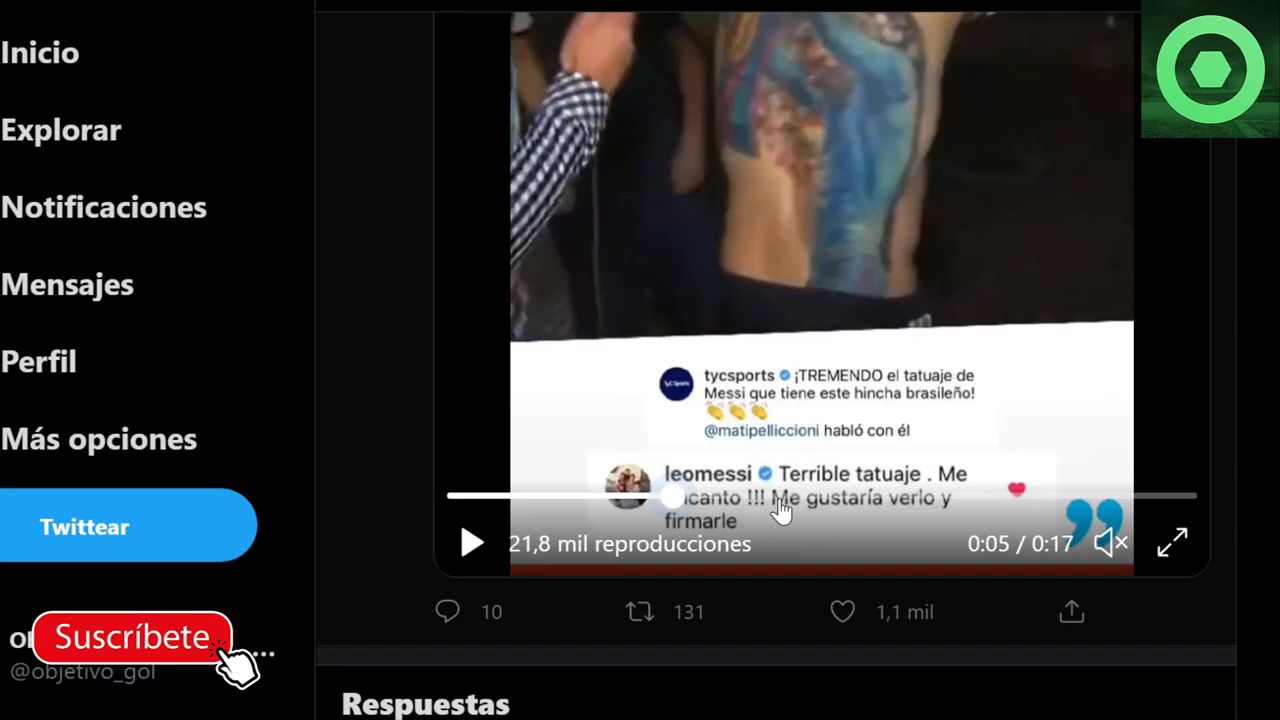 Inicio
Explorar
Notificaciones
Mensajes
Perfil
Más opciones
Twittear
Suscríbete
@objetivo_gol
tycsports ¡TREMENDO el tatuaje de
Messi que tiene este hincha brasileño!
👏👏👏
@matipelliccioni habló con él
leomessi Terrible tatuaje . Me
encanto !!! Me gustaría verlo y
firmarle
21,8 mil reproducciones
0:05 / 0:17
10
131
1,1 mil
Respuestas